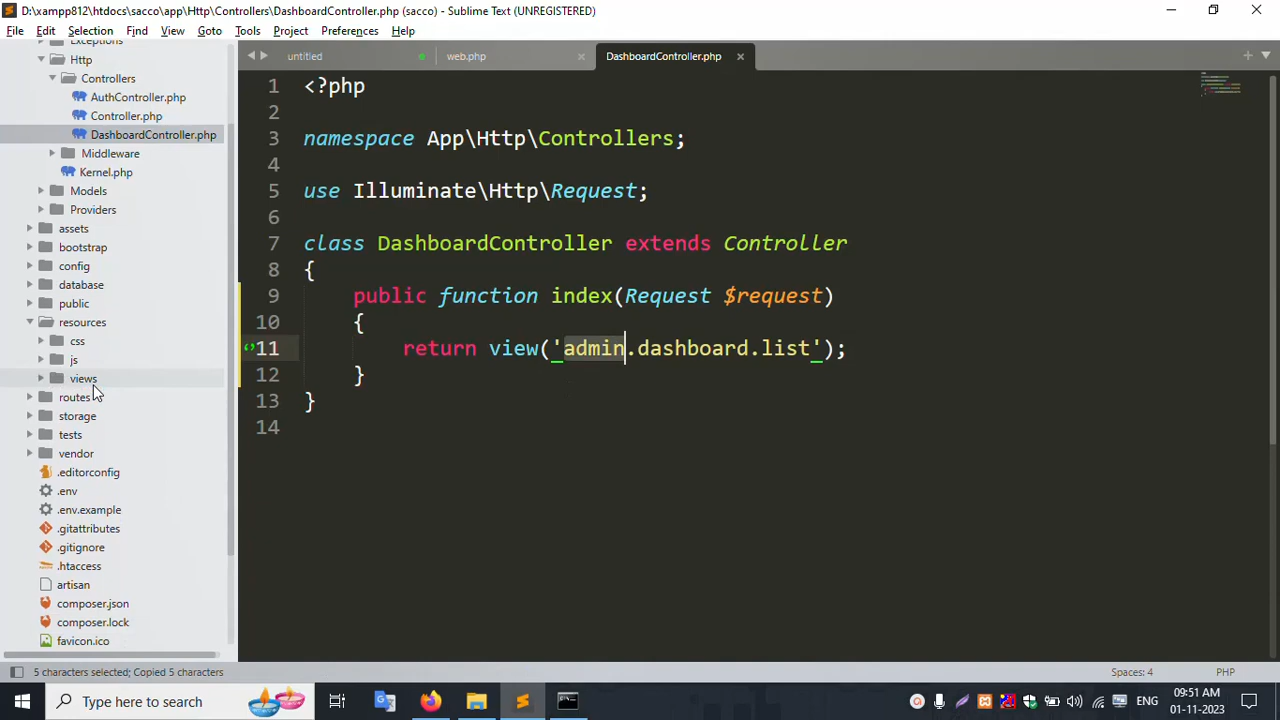 D:\xampp812\htdocs\sacco\app\Http\Controllers\DashboardController.php (sacco) - Sublime Text (UNREGISTERED)
File Edit Selection Find View Goto Tools Project Preferences Help
Exceptions
Http
Controllers
AuthController.php
Controller.php
DashboardController.php
Middleware
Kernel.php
Models
Providers
assets
bootstrap
config
database
public
resources
css
js
views
routes
storage
tests
vendor
.editorconfig
.env
.env.example
.gitattributes
.gitignore
.htaccess
artisan
composer.json
composer.lock
favicon.ico
untitled web.php DashboardController.php
1 <?php
2
3 namespace App\Http\Controllers;
4
5 use Illuminate\Http\Request;
6
7 class DashboardController extends Controller
8 {
9 public function index(Request $request)
10 {
11 return view('admin.dashboard.list');
12 }
13 }
14
5 characters selected; Copied 5 characters Spaces: 4 PHP
Type here to search
ENG
09:51 AM
01-11-2023